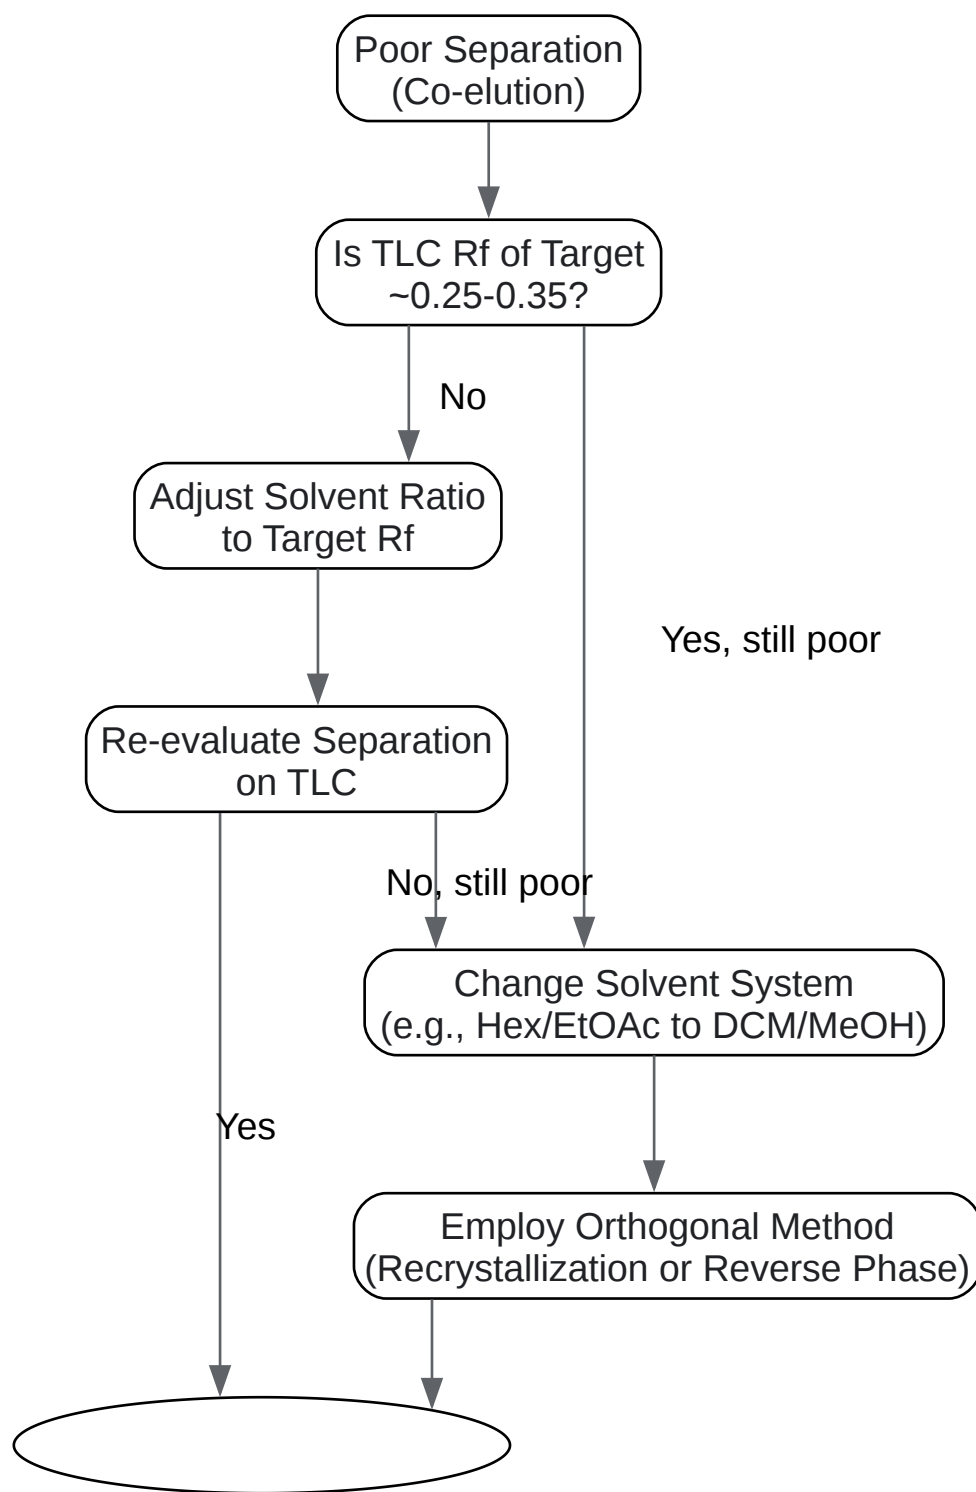 Poor Separation
(Co-elution)
Is TLC Rf of Target
~0.25-0.35?
No
Adjust Solvent Ratio
to Target Rf
Yes, still poor
Re-evaluate Separation
on TLC
No, still poor
Change Solvent System
(e.g., Hex/EtOAc to DCM/MeOH)
Yes
Employ Orthogonal Method
(Recrystallization or Reverse Phase)